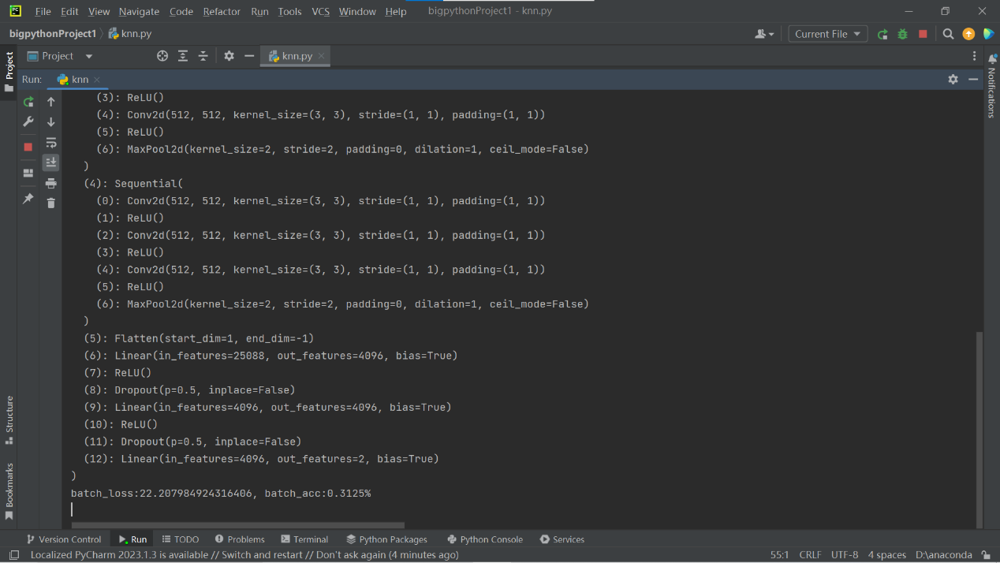 PC File Edit View Navigate Code Refactor Run Tools VCS Window Help bigpythonProject1 - knn.py
bigpythonProject1 knn.py Current File
Project knn.py
Run: knn
(3): ReLU()
(4): Conv2d(512, 512, kernel_size=(3, 3), stride=(1, 1), padding=(1, 1))
(5): ReLU()
(6): MaxPool2d(kernel_size=2, stride=2, padding=0, dilation=1, ceil_mode=False)
)
(4): Sequential(
(0): Conv2d(512, 512, kernel_size=(3, 3), stride=(1, 1), padding=(1, 1))
(1): ReLU()
(2): Conv2d(512, 512, kernel_size=(3, 3), stride=(1, 1), padding=(1, 1))
(3): ReLU()
(4): Conv2d(512, 512, kernel_size=(3, 3), stride=(1, 1), padding=(1, 1))
(5): ReLU()
(6): MaxPool2d(kernel_size=2, stride=2, padding=0, dilation=1, ceil_mode=False)
)
(5): Flatten(start_dim=1, end_dim=-1)
(6): Linear(in_features=25088, out_features=4096, bias=True)
(7): ReLU()
(8): Dropout(p=0.5, inplace=False)
(9): Linear(in_features=4096, out_features=4096, bias=True)
(10): ReLU()
(11): Dropout(p=0.5, inplace=False)
(12): Linear(in_features=4096, out_features=2, bias=True)
)
batch_loss:22.207984924316406, batch_acc:0.3125%
Project
Structure
Bookmarks
Notifications
Version Control Run TODO Problems Terminal Python Packages Python Console Services
Localized PyCharm 2023.1.3 is available // Switch and restart // Don't ask again (4 minutes ago) 55:1 CRLF UTF-8 4 spaces D:\anaconda